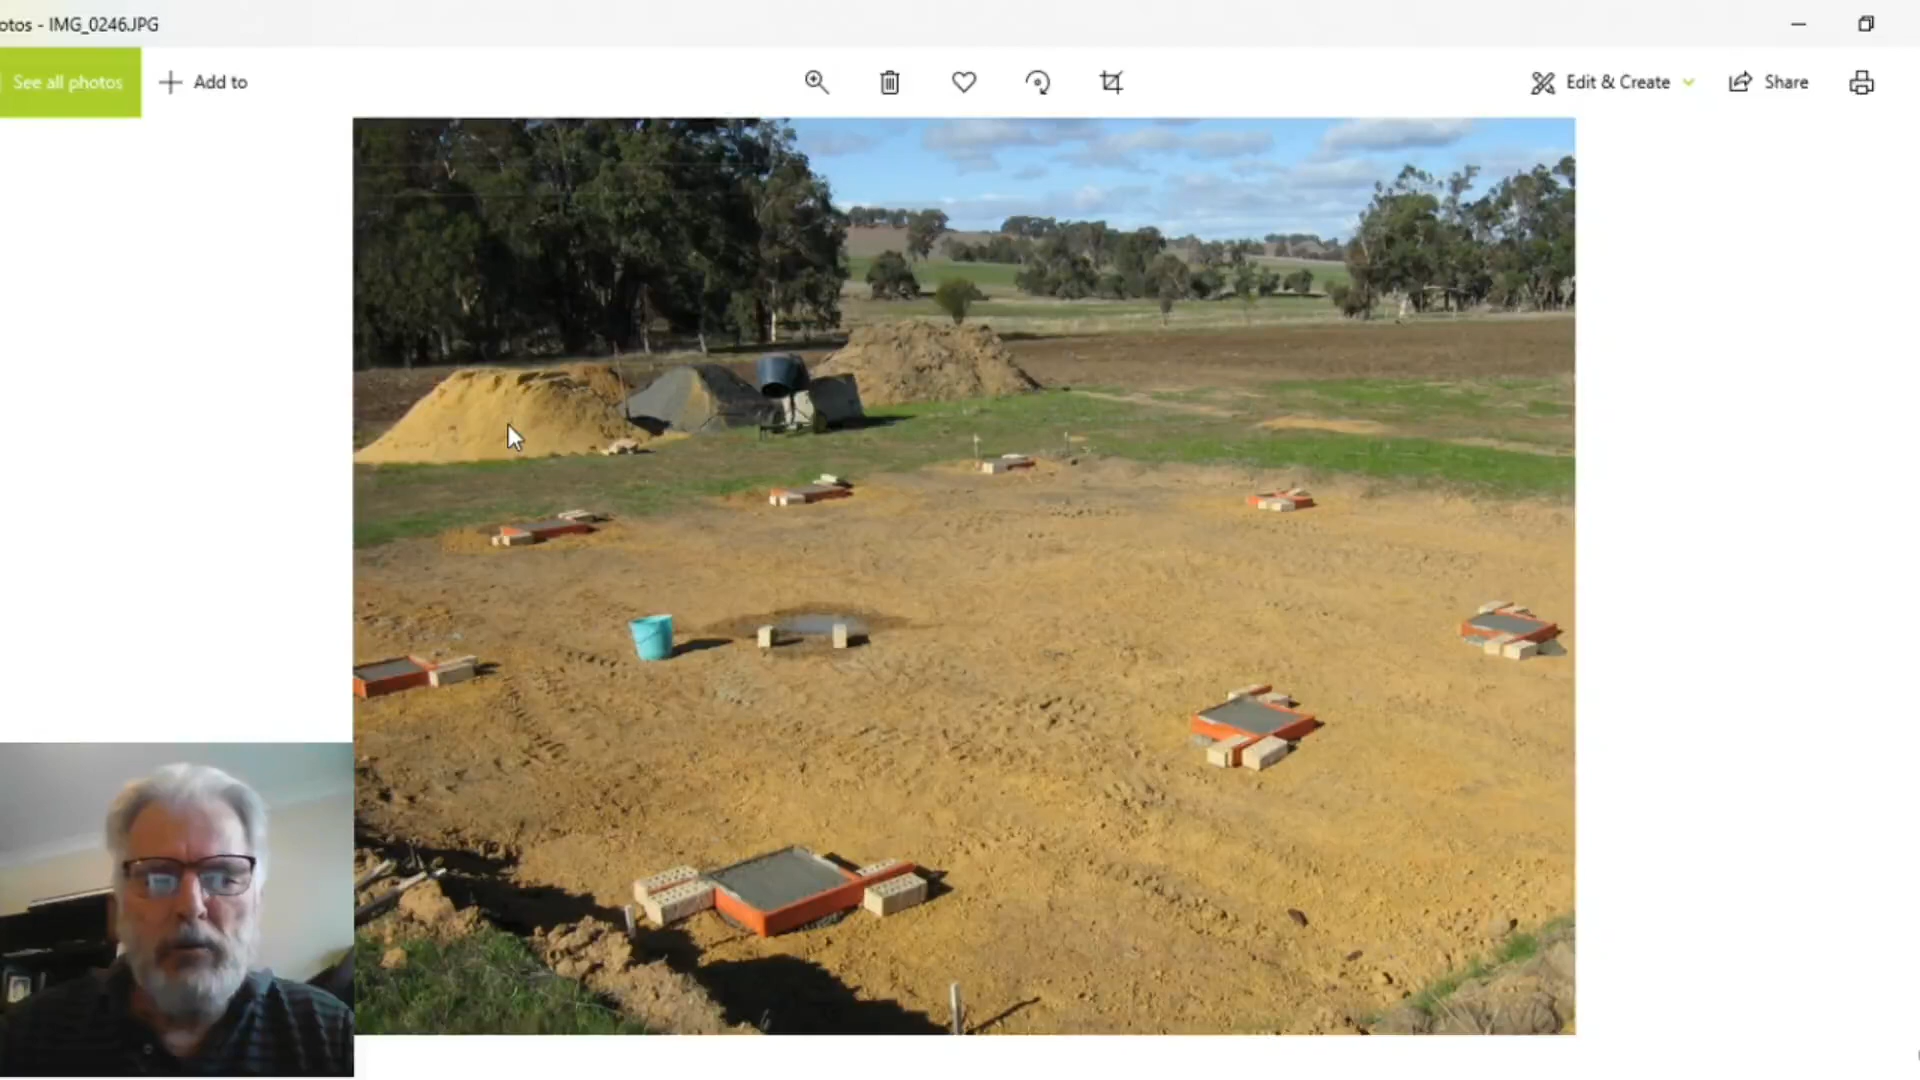 otos - IMG_0246.JPG
See all photos
Add to
Edit & Create
Share